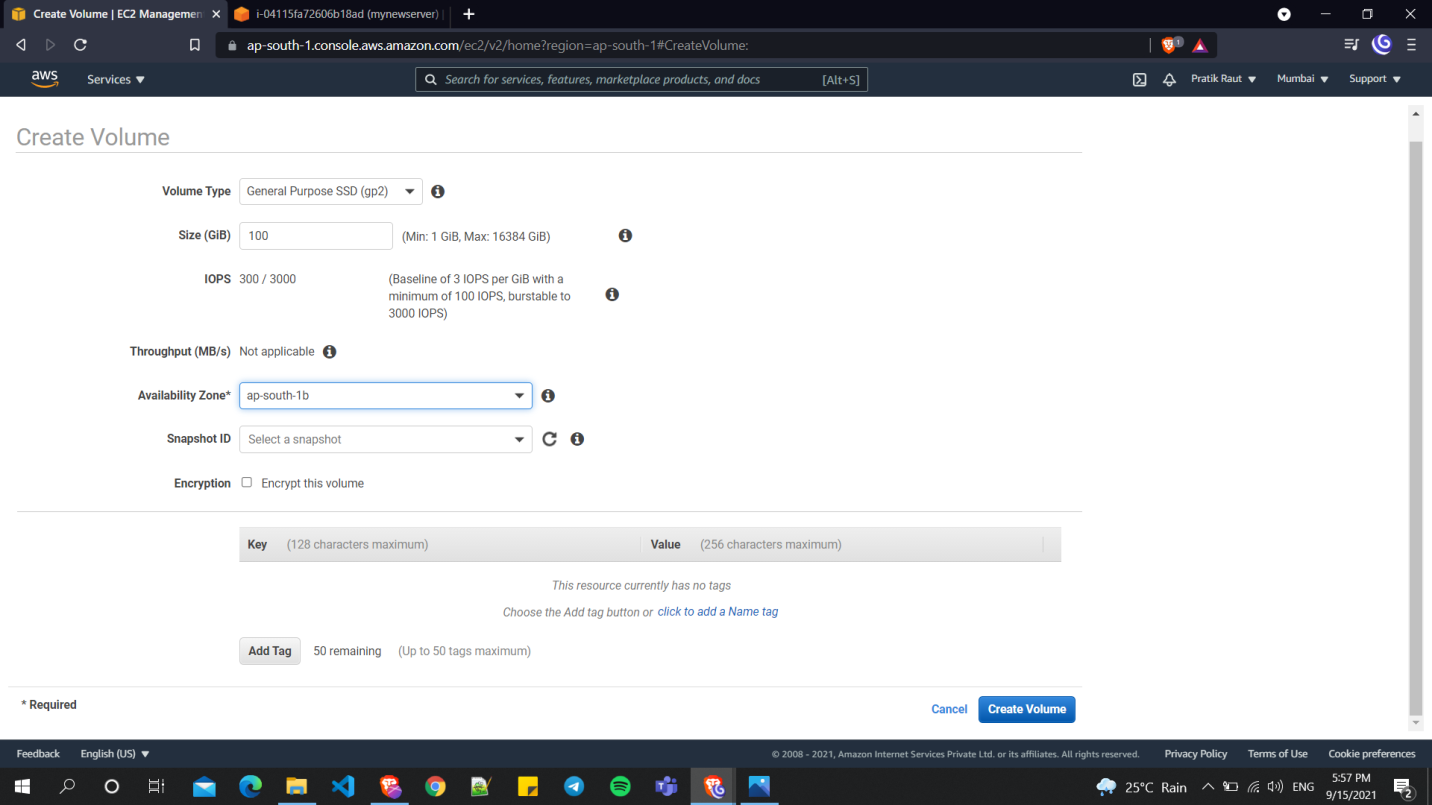 Create Volume | EC2 Managemen
i-04115fa72606b18ad (mynewserver)
ap-south-1.console.aws.amazon.com/ec2/v2/home?region=ap-south-1#CreateVolume:
1
aws
Services
Search for services, features, marketplace products, and docs
[Alt+S]
Pratik Raut
Mumbai
Support
Create Volume
Volume Type
General Purpose SSD (gp2)
Size (GiB)
100
(Min: 1 GiB, Max: 16384 GiB)
IOPS
300 / 3000
(Baseline of 3 IOPS per GiB with a
minimum of 100 IOPS, burstable to
3000 IOPS)
Throughput (MB/s)
Not applicable
Availability Zone*
ap-south-1b
Snapshot ID
Select a snapshot
Encryption
Encrypt this volume
Key (128 characters maximum)
Value (256 characters maximum)
This resource currently has no tags
Choose the Add tag button or click to add a Name tag
Add Tag
50 remaining
(Up to 50 tags maximum)
* Required
Cancel
Create Volume
Feedback
English (US)
© 2008 - 2021, Amazon Internet Services Private Ltd. or its affiliates. All rights reserved.
Privacy Policy
Terms of Use
Cookie preferences
25°C Rain
ENG
5:57 PM
9/15/2021
2